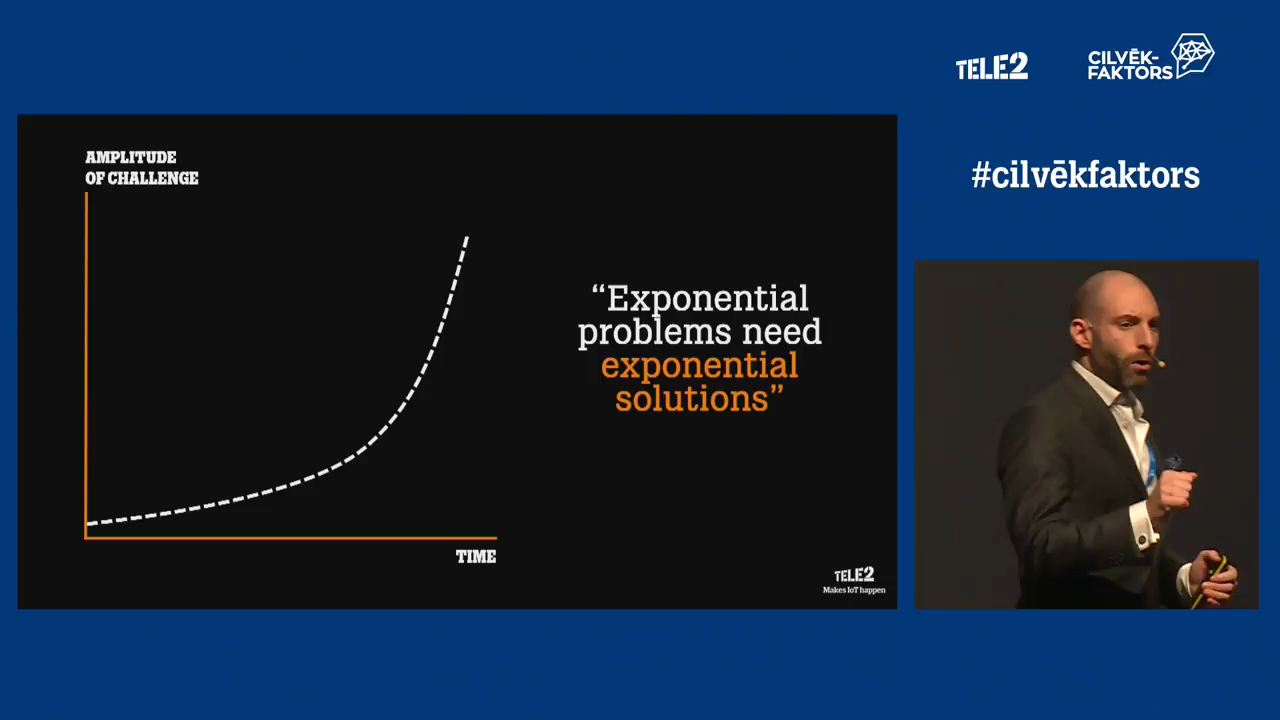 TELE2
CILVĒK-
FAKTORS
#cilvēkfaktors
AMPLITUDE
OF CHALLENGE
“Exponential
problems need
exponential
solutions”
TIME
TELE2
Makes IoT happen